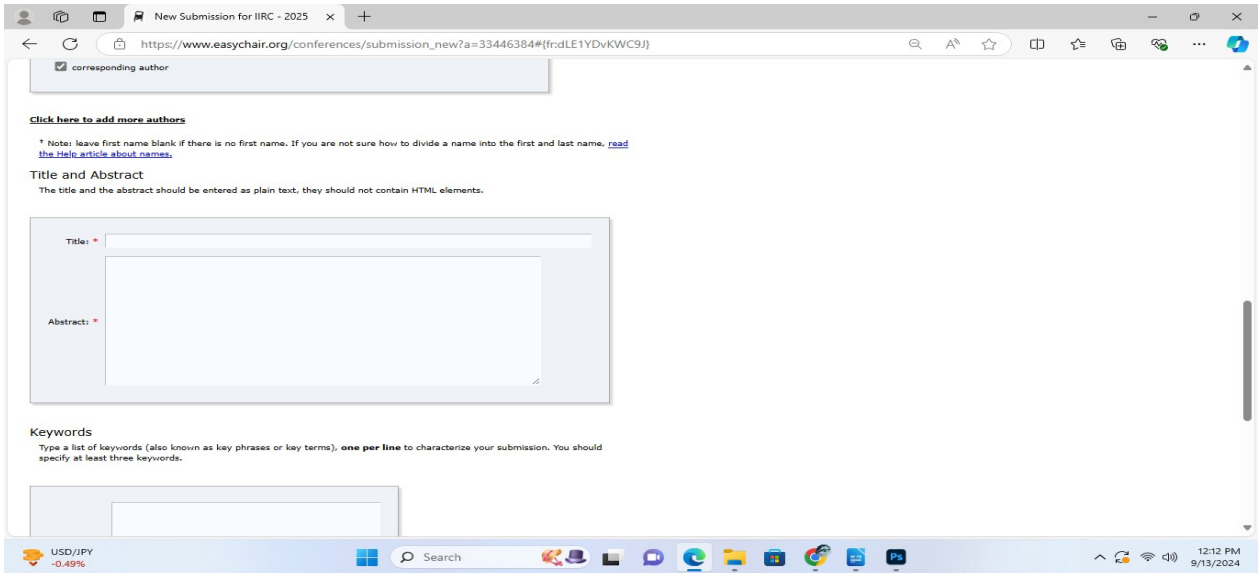 New Submission for IIRC - 2025
https://www.easychair.org/conferences/submission_new?a=33446384#{fr:dLE1YDvKWC9J}
corresponding author
Click here to add more authors
† Note: leave first name blank if there is no first name. If you are not sure how to divide a name into the first and last name, read
the Help article about names.
Title and Abstract
The title and the abstract should be entered as plain text, they should not contain HTML elements.
Title: *
Abstract: *
Keywords
Type a list of keywords (also known as key phrases or key terms), one per line to characterize your submission. You should
specify at least three keywords.
USD/JPY
-0.49%
Search
Ps
12:12 PM
9/13/2024